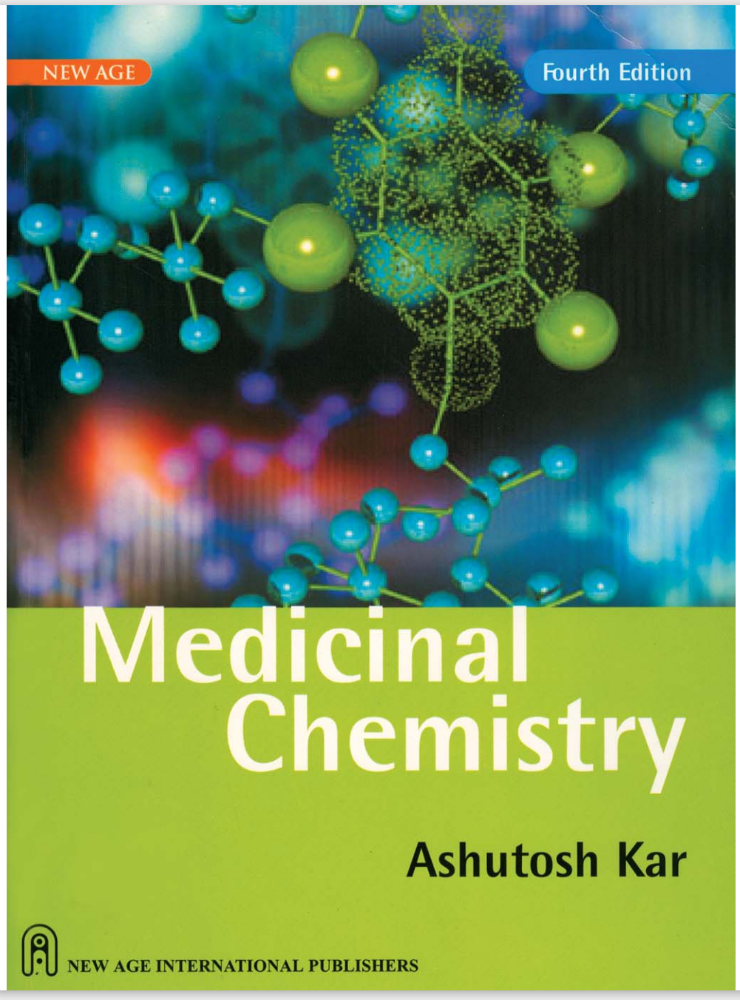 NEW AGE
Fourth Edition
Medicinal
Chemistry
Ashutosh Kar
NEW AGE INTERNATIONAL PUBLISHERS